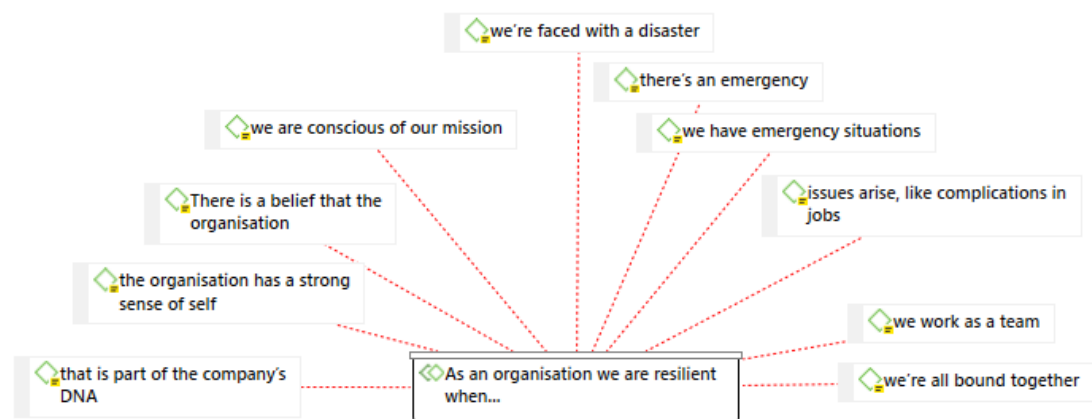 we're faced with a disaster
there's an emergency
we are conscious of our mission
we have emergency situations
There is a belief that the
organisation
issues arise, like complications in
jobs
the organisation has a strong
sense of self
we work as a team
that is part of the company's
DNA
As an organisation we are resilient
when...
we're all bound together